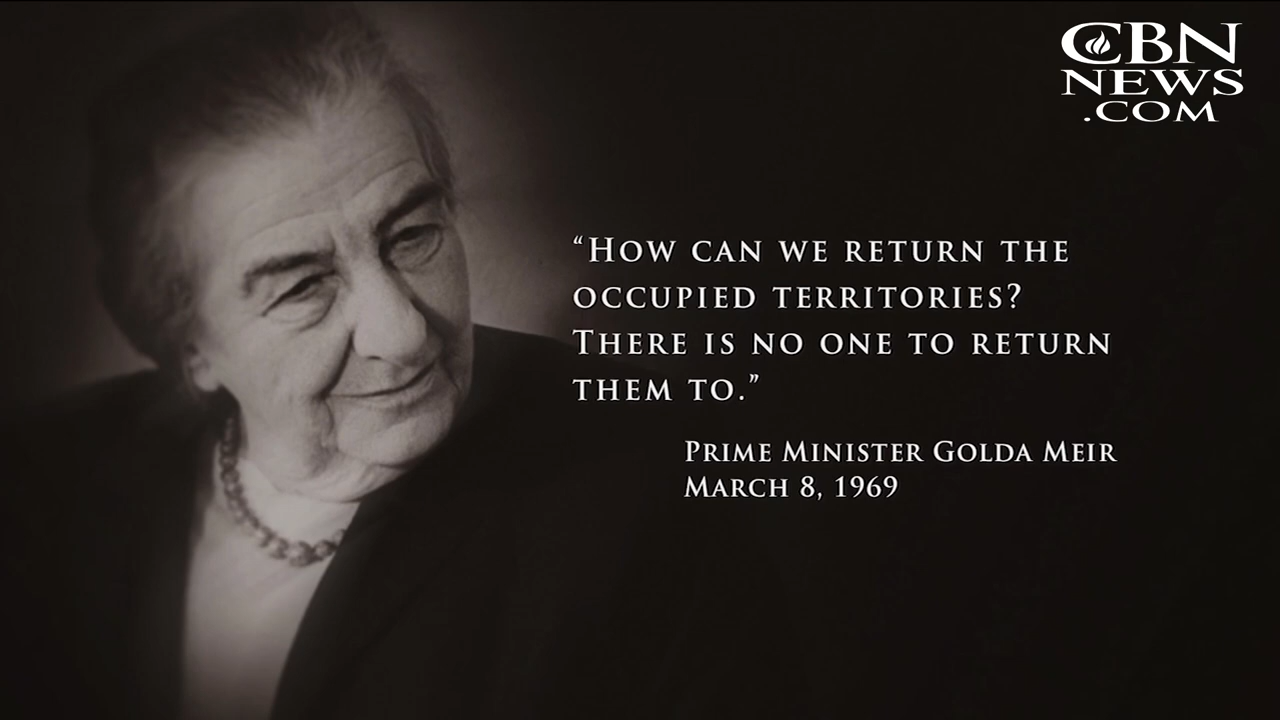 CBN
NEWS
.COM
“HOW CAN WE RETURN THE
OCCUPIED TERRITORIES?
THERE IS NO ONE TO RETURN
THEM TO.”
PRIME MINISTER GOLDA MEIR
MARCH 8, 1969